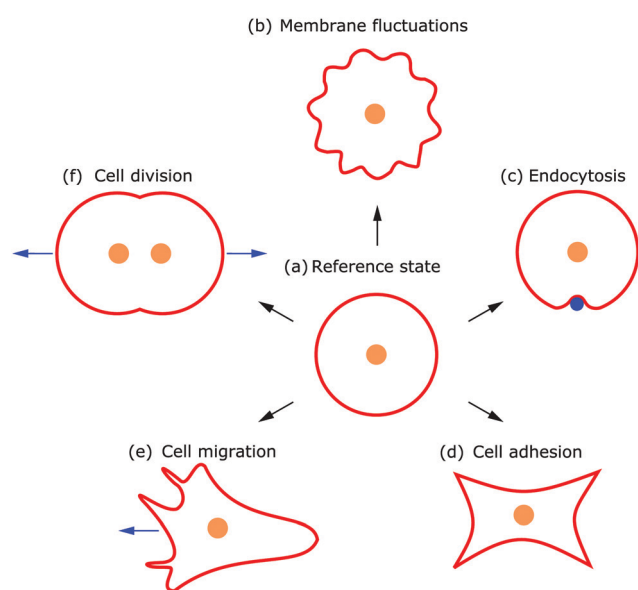 (b) Membrane fluctuations
(f) Cell division
(c) Endocytosis
(a) Reference state
(e) Cell migration
(d) Cell adhesion